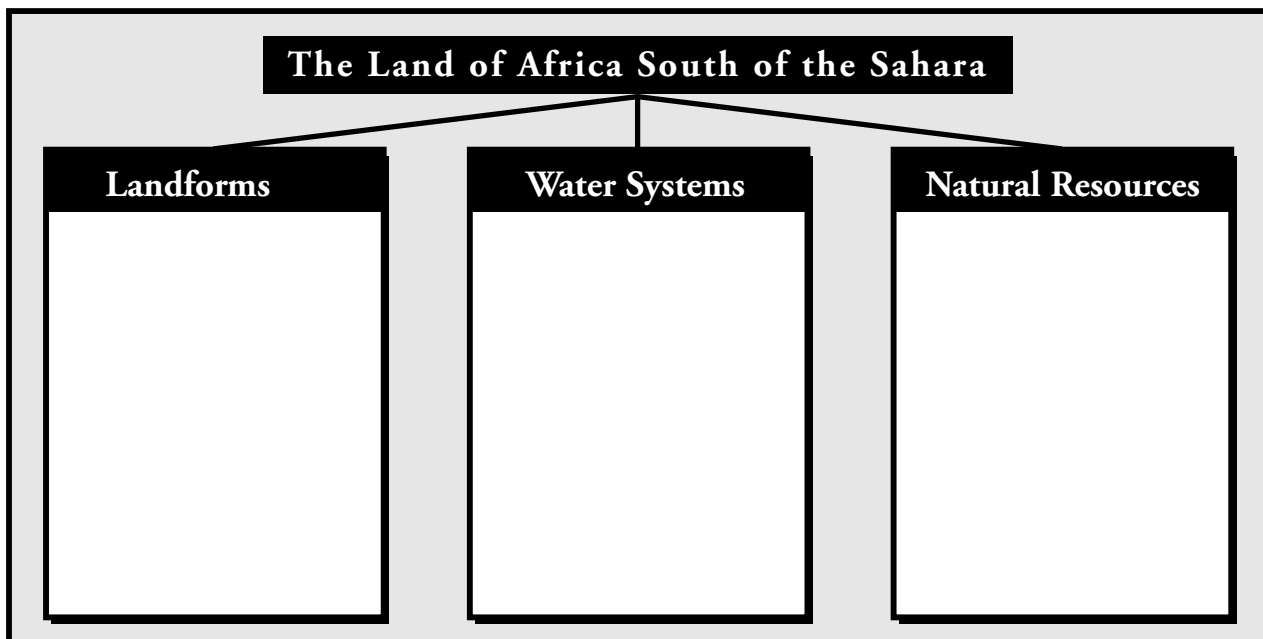 The Land of Africa South of the Sahara
Landforms
Water Systems
Natural Resources